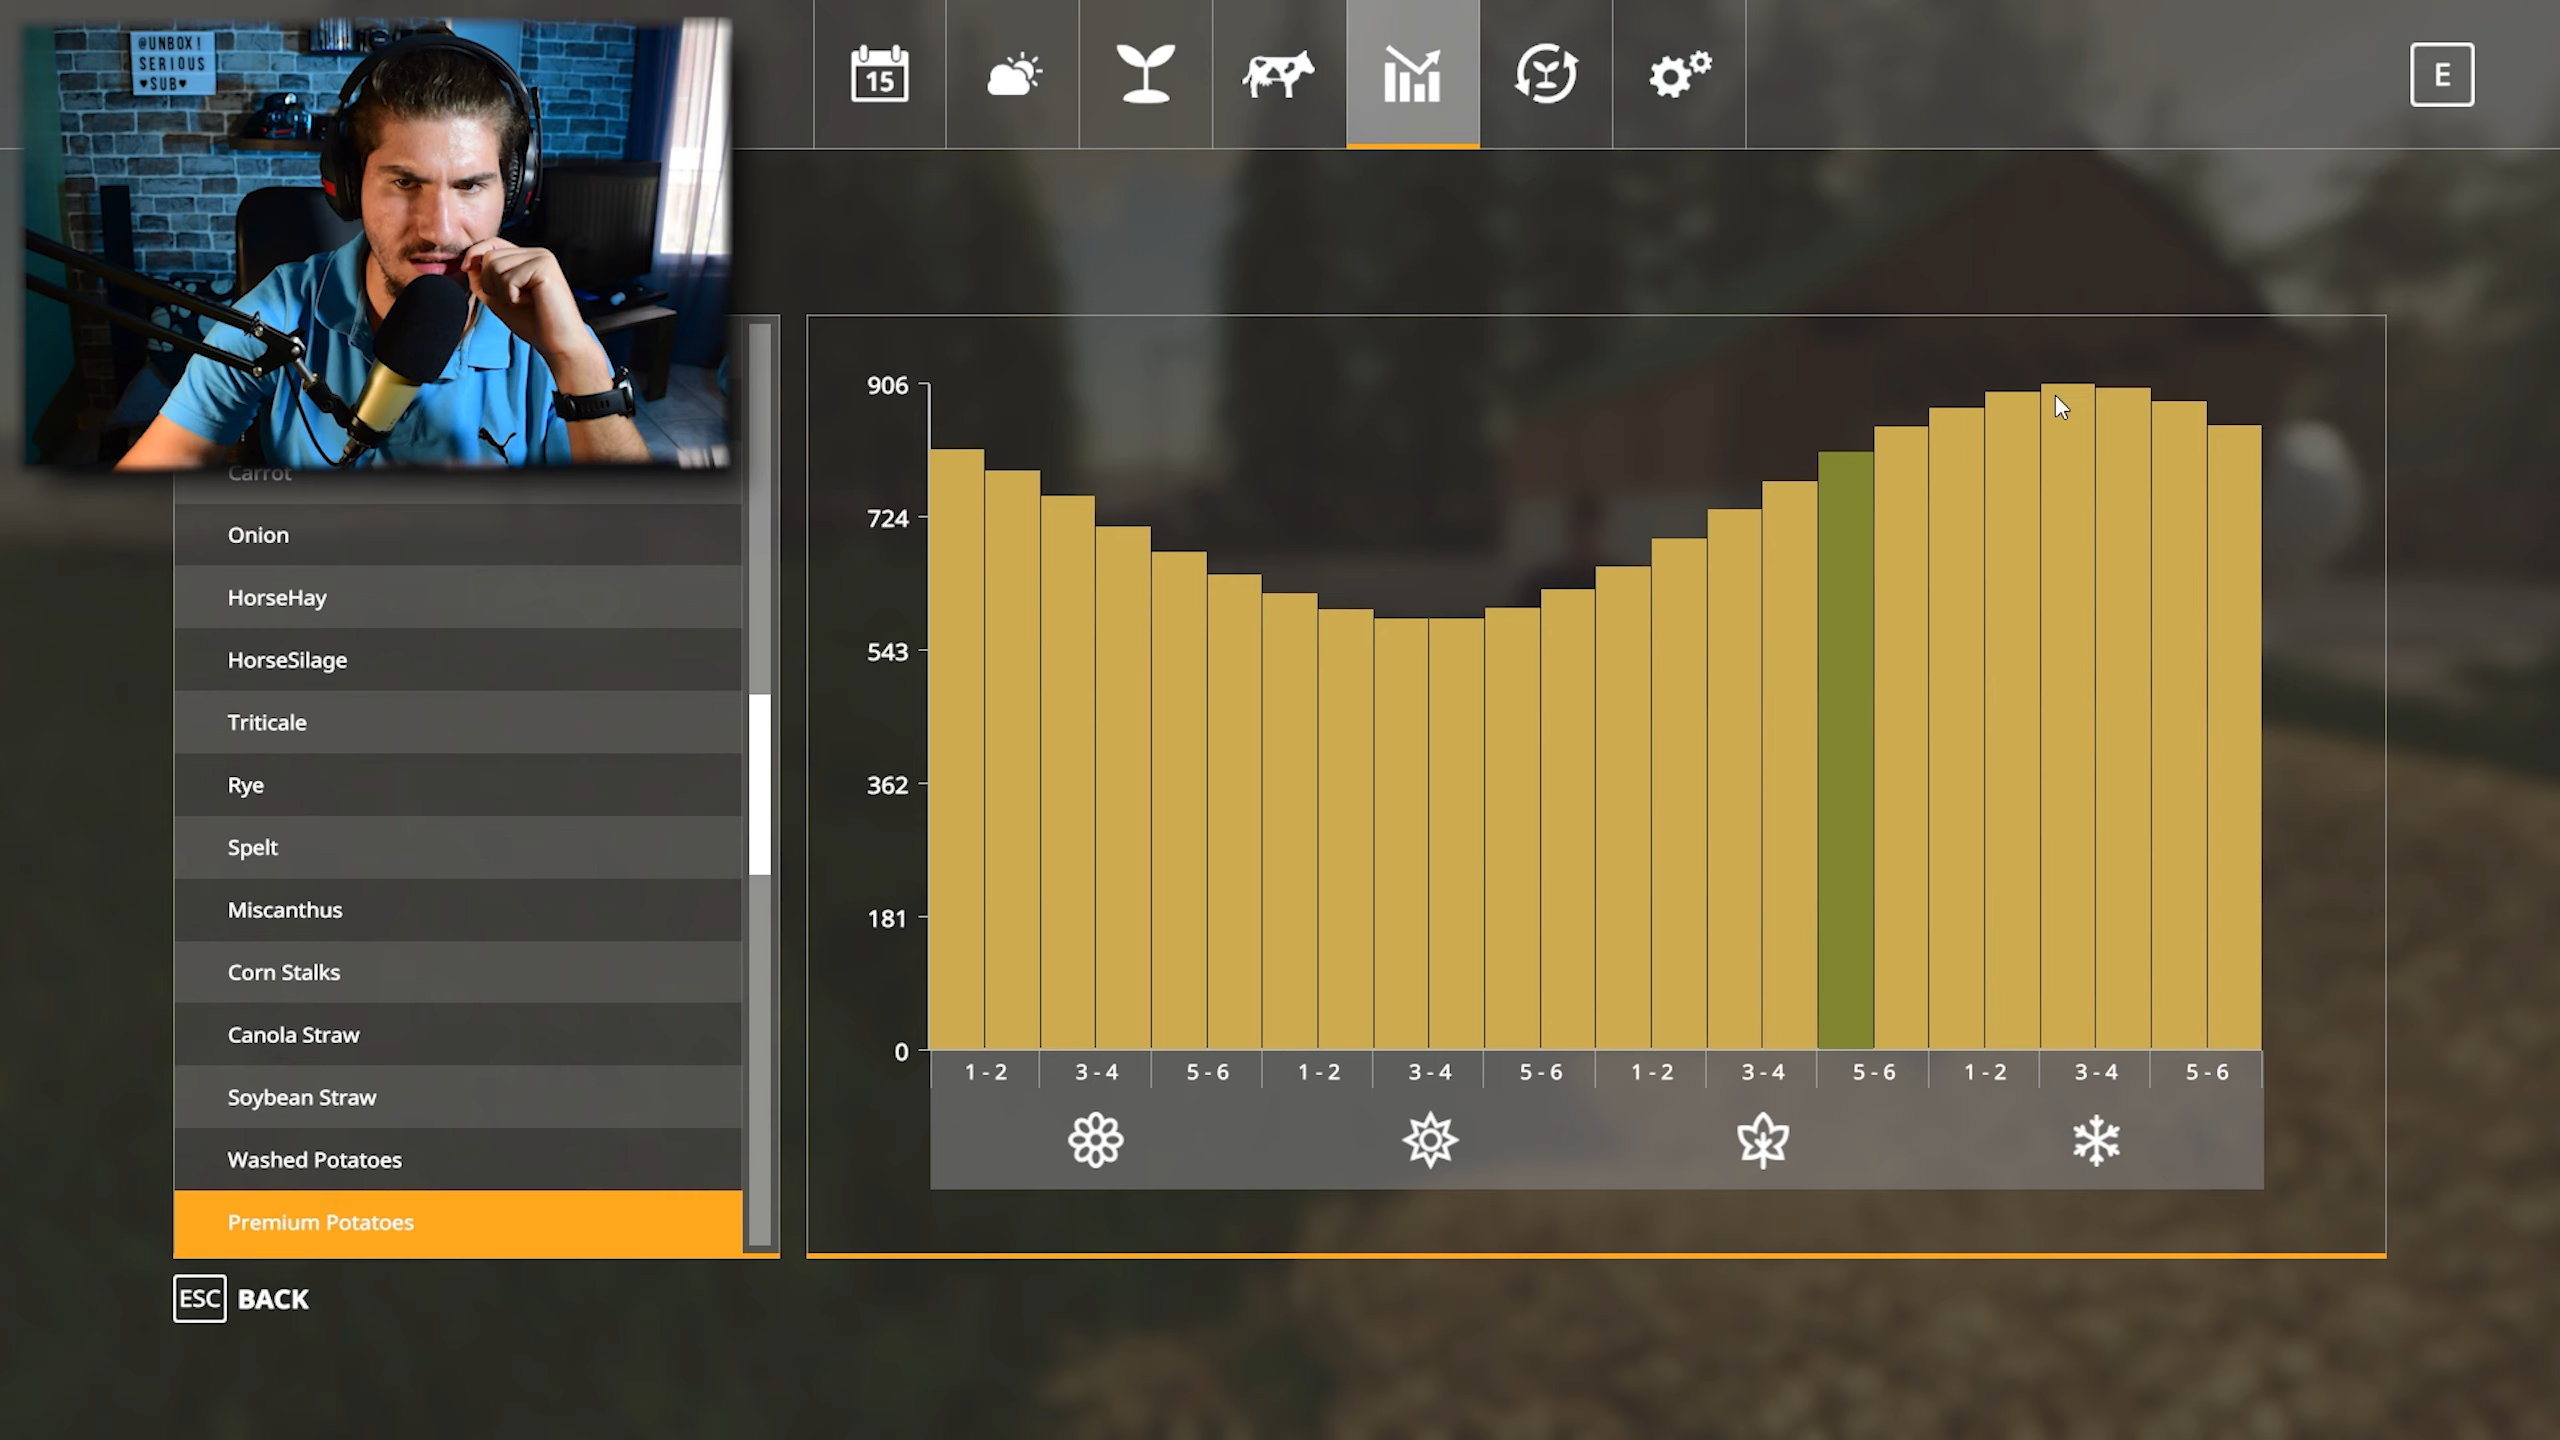 @UNBOX!
SERIOUS
♥SUB♥
15
E
Carrot
Onion
HorseHay
HorseSilage
Triticale
Rye
Spelt
Miscanthus
Corn Stalks
Canola Straw
Soybean Straw
Washed Potatoes
Premium Potatoes
906
724
543
362
181
0
1 - 2 3 - 4 5 - 6 1 - 2 3 - 4 5 - 6 1 - 2 3 - 4 5 - 6 1 - 2 3 - 4 5 - 6
ESC BACK